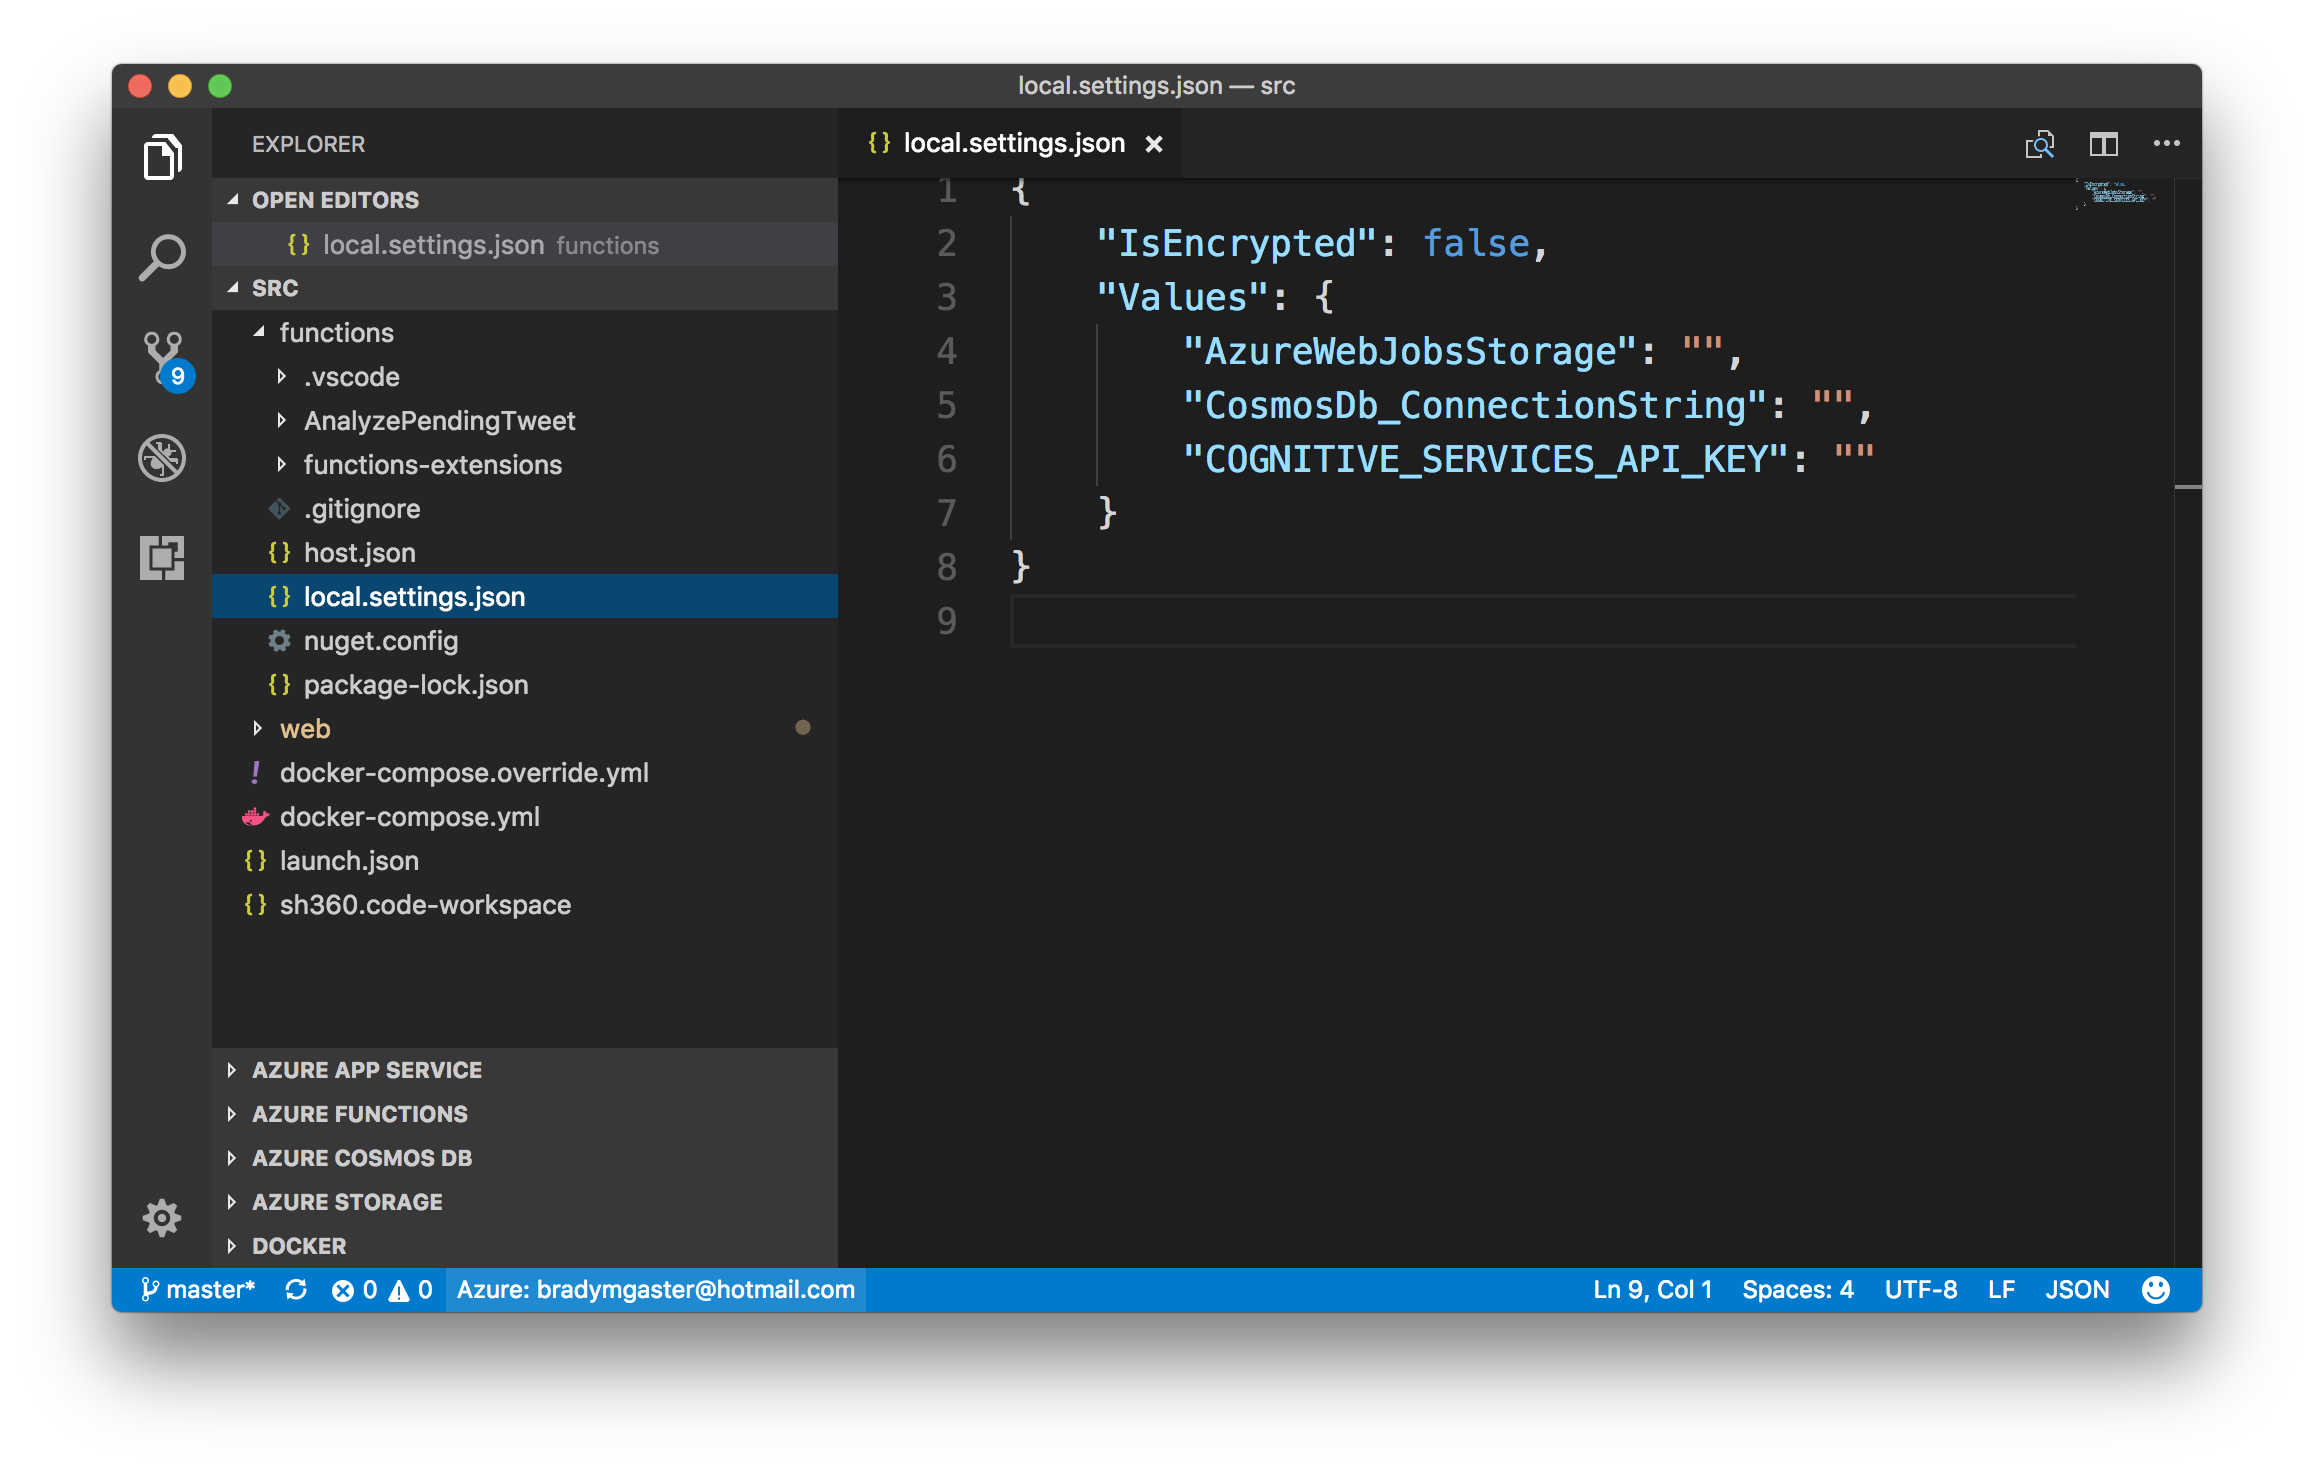 local.settings.json — src
EXPLORER
OPEN EDITORS
{} local.settings.json functions
SRC
functions
.vscode
AnalyzePendingTweet
functions-extensions
.gitignore
{} host.json
{} local.settings.json
nuget.config
{} package-lock.json
web
! docker-compose.override.yml
docker-compose.yml
{} launch.json
{} sh360.code-workspace
AZURE APP SERVICE
AZURE FUNCTIONS
AZURE COSMOS DB
AZURE STORAGE
DOCKER
9
{} local.settings.json ×
1 {
2 "IsEncrypted": false,
3 "Values": {
4 "AzureWebJobsStorage": "",
5 "CosmosDb_ConnectionString": "",
6 "COGNITIVE_SERVICES_API_KEY": ""
7 }
8 }
9
master* 0 0 Azure: bradymgaster@hotmail.com Ln 9, Col 1 Spaces: 4 UTF-8 LF JSON